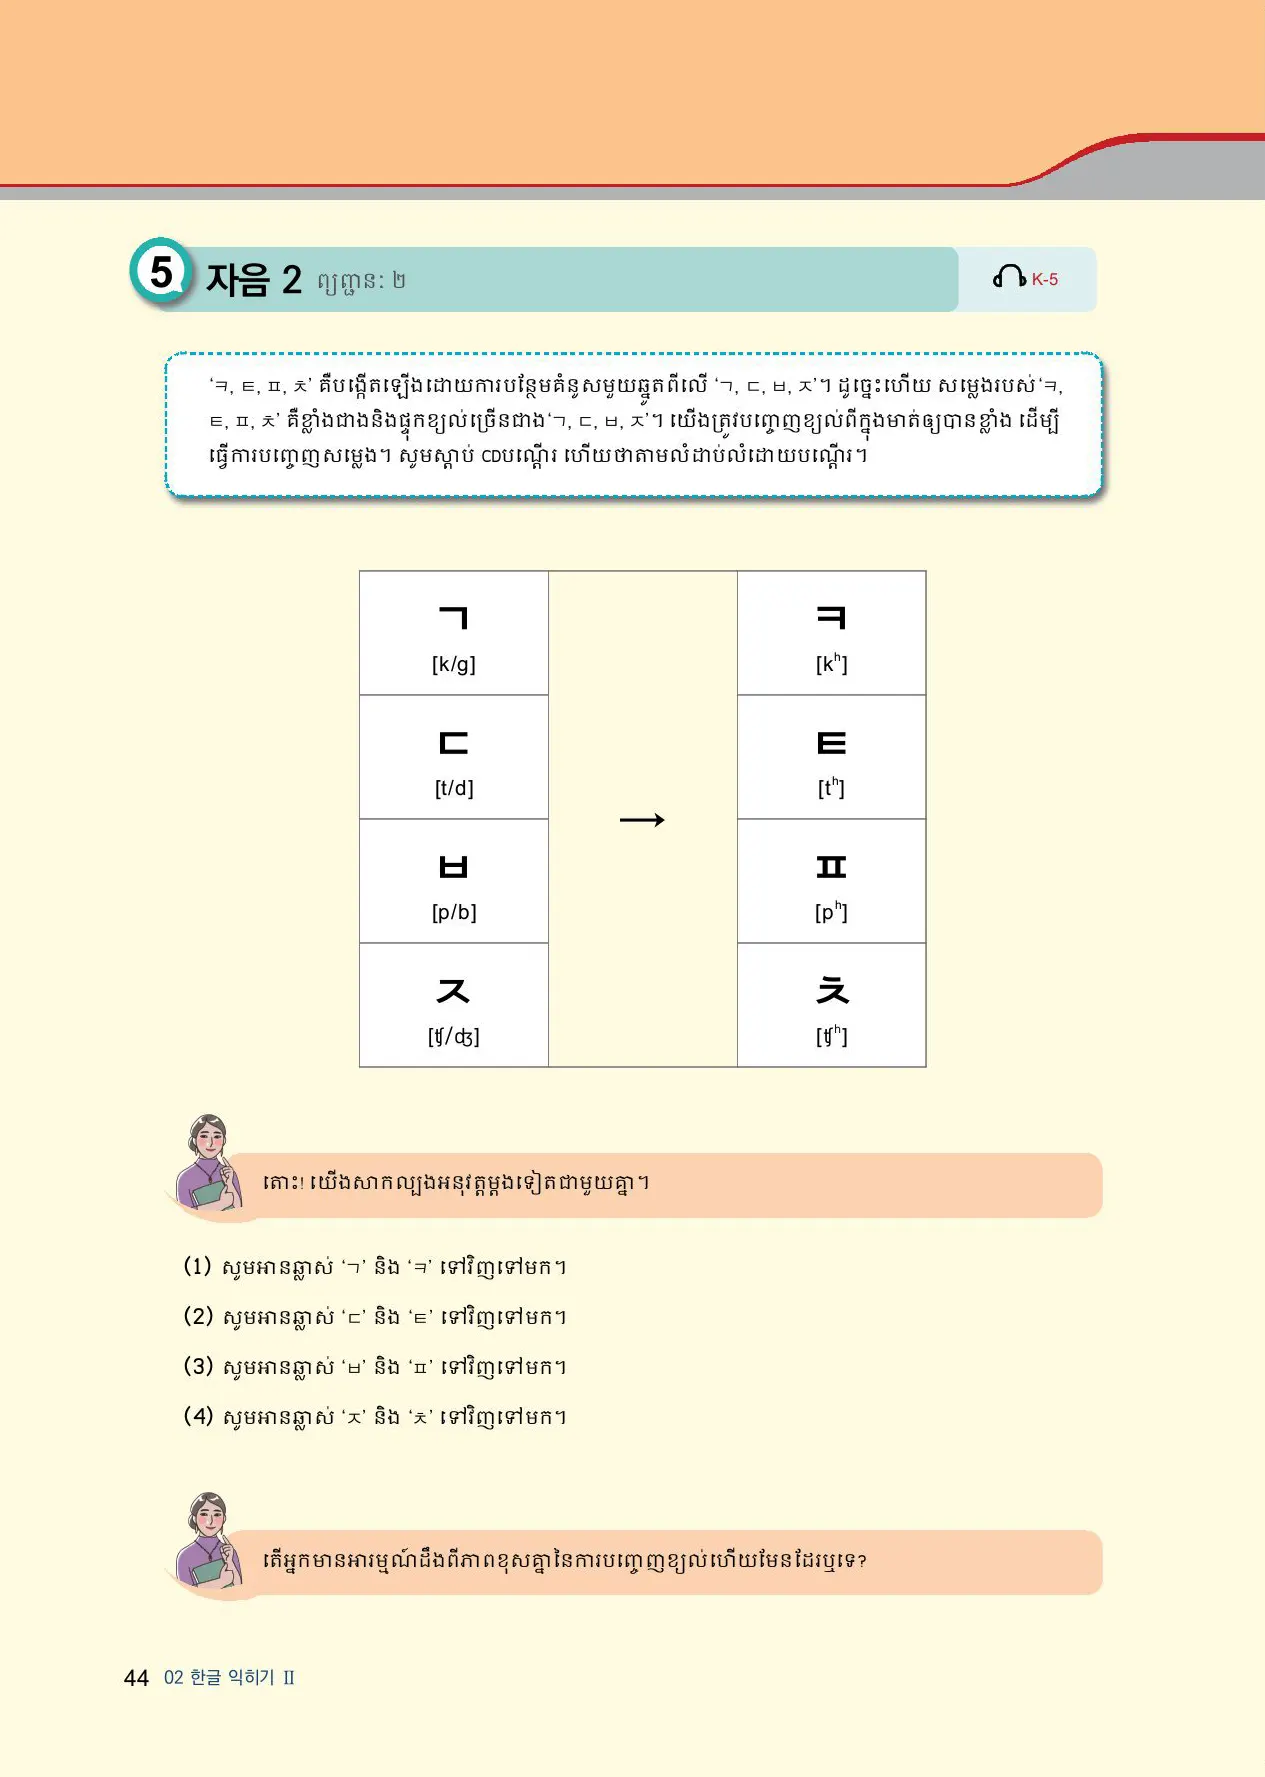 5 자음 2 ព្យញ្ជនៈ ២
K-5
‘ㅋ, ㅌ, ㅍ, ㅊ’ គឺបង្កើតឡើងដោយការបន្ថែមគំនូសមួយឆ្នូតពីលើ ‘ㄱ, ㄷ, ㅂ, ㅈ’។ ដូច្នេះហើយ សម្លេងរបស់‘ㅋ,
ㅌ, ㅍ, ㅊ’ គឺខ្លាំងជាងនិងផ្ទុកខ្យល់ច្រើនជាង‘ㄱ, ㄷ, ㅂ, ㅈ’។ យើងត្រូវបញ្ចេញខ្យល់ពីក្នុងមាត់ឲ្យបានខ្លាំង ដើម្បី
ធ្វើការបញ្ចេញសម្លេង។ សូមស្តាប់ CDបណ្តើរ ហើយថាតាមលំដាប់លំដោយបណ្តើរ។
ㄱ ㅋ
[k/g] [kʰ]
ㄷ ㅌ
[t/d] [tʰ]
→
ㅂ ㅍ
[p/b] [pʰ]
ㅈ ㅊ
[ʧ/ʤ] [ʧʰ]
តោះ! យើងសាកល្បងអនុវត្តម្តងទៀតជាមួយគ្នា។
(1) សូមអានឆ្លាស់ ‘ㄱ’ និង ‘ㅋ’ ទៅវិញទៅមក។
(2) សូមអានឆ្លាស់ ‘ㄷ’ និង ‘ㅌ’ ទៅវិញទៅមក។
(3) សូមអានឆ្លាស់ ‘ㅂ’ និង ‘ㅍ’ ទៅវិញទៅមក។
(4) សូមអានឆ្លាស់ ‘ㅈ’ និង ‘ㅊ’ ទៅវិញទៅមក។
តើអ្នកមានអារម្មណ៍ដឹងពីភាពខុសគ្នានៃការបញ្ចេញខ្យល់ហើយមែនដែរឬទេ?
44 02 한글 익히기 Ⅱ